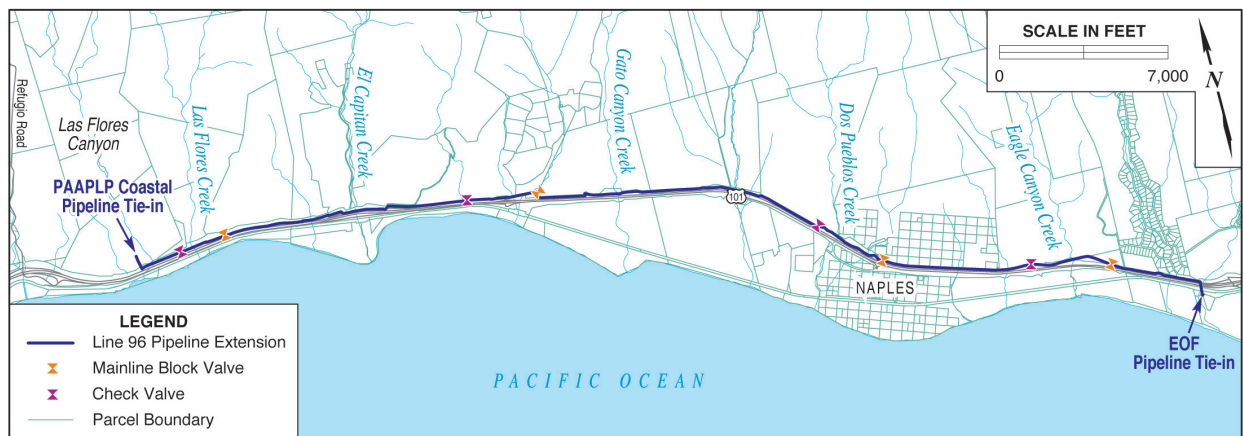 SCALE IN FEET
0 7,000
N
Refugio Road
Las Flores
Canyon
PAAPLP Coastal
Pipeline Tie-in
Las Flores Creek
El Capitan Creek
Gato Canyon Creek
101
Dos Pueblos Creek
Eagle Canyon Creek
NAPLES
EOF
Pipeline Tie-in
PACIFIC OCEAN
LEGEND
Line 96 Pipeline Extension
Mainline Block Valve
Check Valve
Parcel Boundary